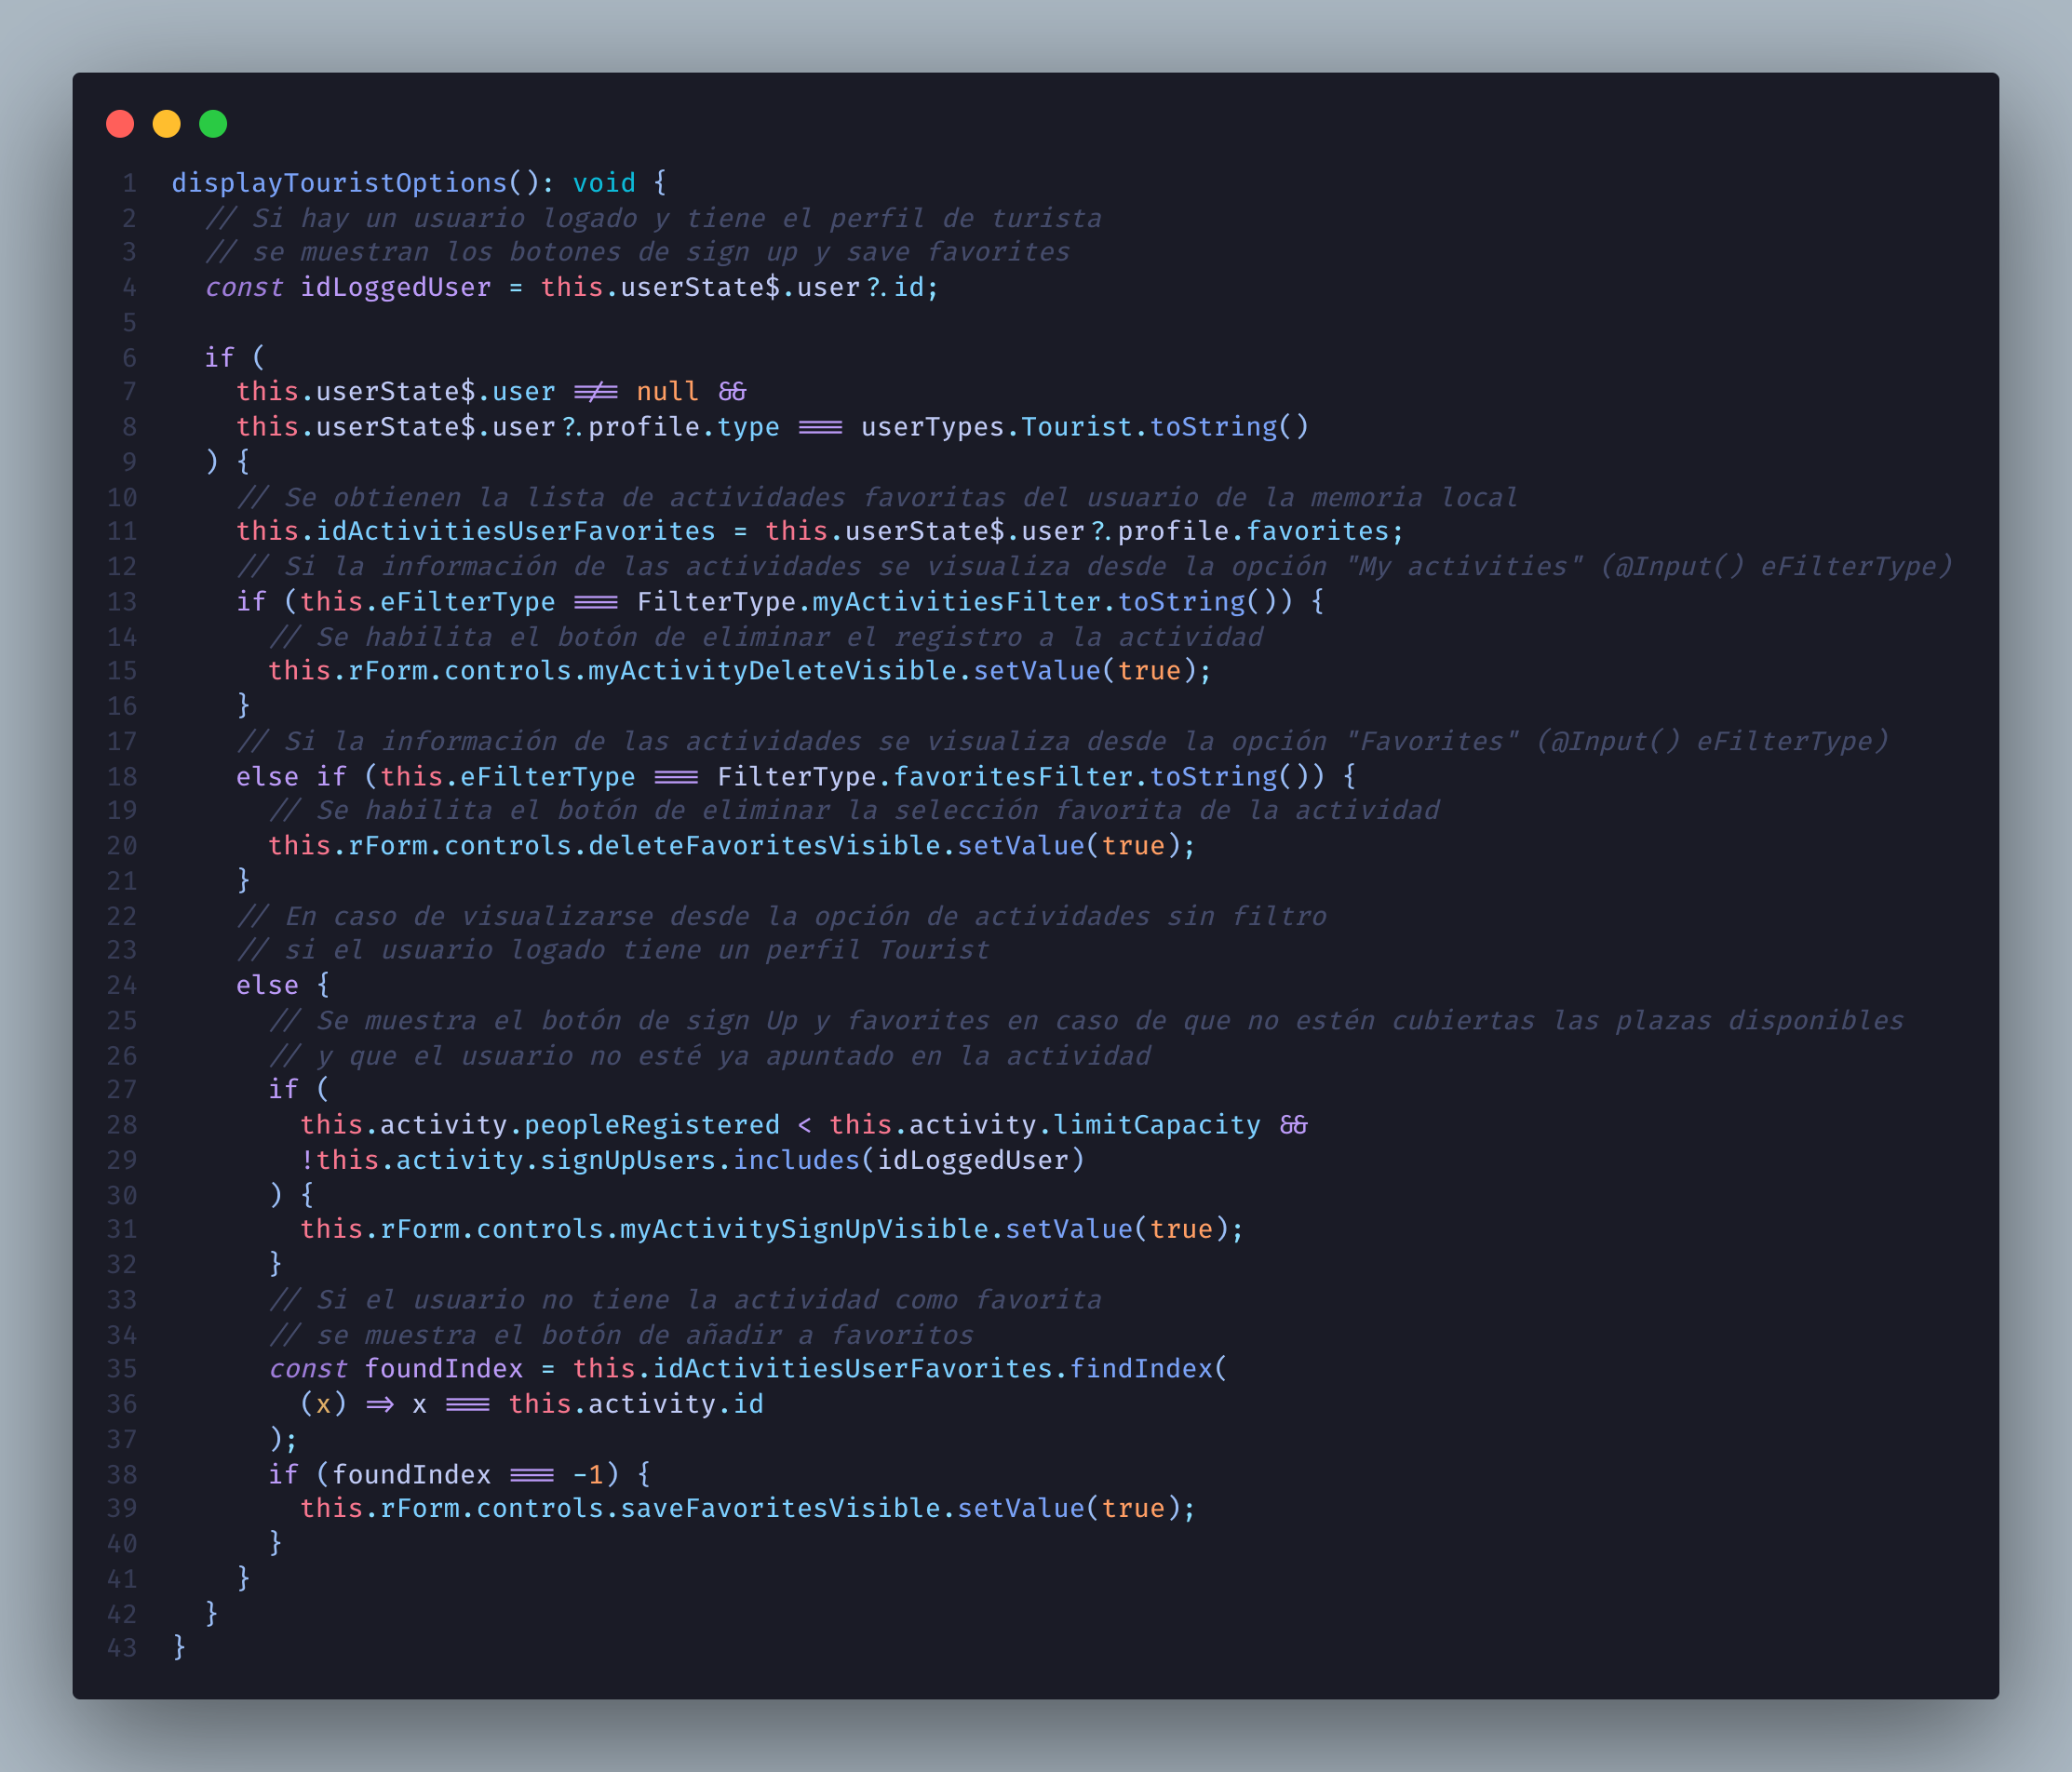 1 displayTouristOptions(): void {
2   // Si hay un usuario logado y tiene el perfil de turista
3   // se muestran los botones de sign up y save favorites
4   const idLoggedUser = this.userState$.user?.id;
5
6   if (
7     this.userState$.user !== null &&
8     this.userState$.user?.profile.type === userTypes.Tourist.toString()
9   ) {
10     // Se obtienen la lista de actividades favoritas del usuario de la memoria local
11     this.idActivitiesUserFavorites = this.userState$.user?.profile.favorites;
12     // Si la información de las actividades se visualiza desde la opción "My activities" (@Input() eFilterType)
13     if (this.eFilterType === FilterType.myActivitiesFilter.toString()) {
14       // Se habilita el botón de eliminar el registro a la actividad
15       this.rForm.controls.myActivityDeleteVisible.setValue(true);
16     }
17     // Si la información de las actividades se visualiza desde la opción "Favorites" (@Input() eFilterType)
18     else if (this.eFilterType === FilterType.favoritesFilter.toString()) {
19       // Se habilita el botón de eliminar la selección favorita de la actividad
20       this.rForm.controls.deleteFavoritesVisible.setValue(true);
21     }
22     // En caso de visualizarse desde la opción de actividades sin filtro
23     // si el usuario logado tiene un perfil Tourist
24     else {
25       // Se muestra el botón de sign Up y favorites en caso de que no estén cubiertas las plazas disponibles
26       // y que el usuario no esté ya apuntado en la actividad
27       if (
28         this.activity.peopleRegistered < this.activity.limitCapacity &&
29         !this.activity.signUpUsers.includes(idLoggedUser)
30       ) {
31         this.rForm.controls.myActivitySignUpVisible.setValue(true);
32       }
33       // Si el usuario no tiene la actividad como favorita
34       // se muestra el botón de añadir a favoritos
35       const foundIndex = this.idActivitiesUserFavorites.findIndex(
36         (x) => x === this.activity.id
37       );
38       if (foundIndex === -1) {
39         this.rForm.controls.saveFavoritesVisible.setValue(true);
40       }
41     }
42   }
43 }